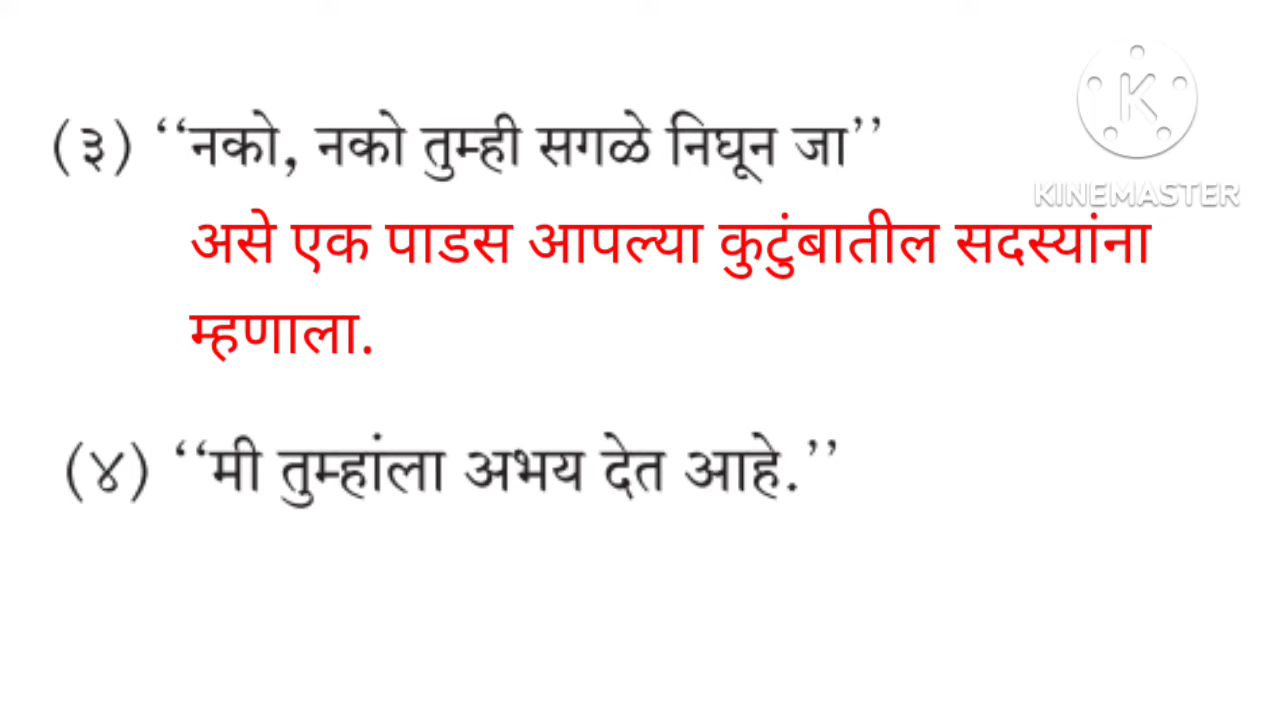 KINEMASTER
(३) ‘‘नको, नको तुम्ही सगळे निघून जा’’
असे एक पाडस आपल्या कुटुंबातील सदस्यांना
म्हणाला.
(४) ‘‘मी तुम्हांला अभय देत आहे.’’